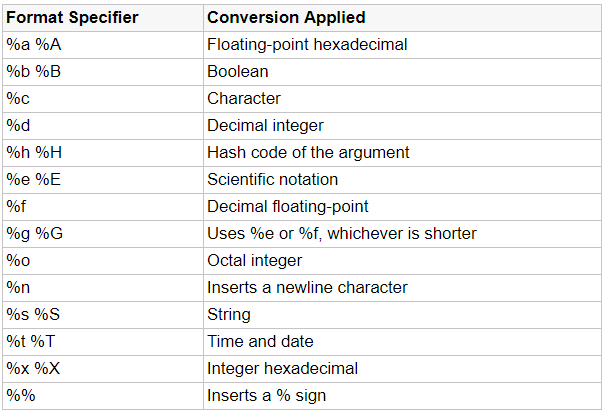 Format Specifier Conversion Applied
%a %A Floating-point hexadecimal
%b %B Boolean
%c Character
%d Decimal integer
%h %H Hash code of the argument
%e %E Scientific notation
%f Decimal floating-point
%g %G Uses %e or %f, whichever is shorter
%o Octal integer
%n Inserts a newline character
%s %S String
%t %T Time and date
%x %X Integer hexadecimal
%% Inserts a % sign